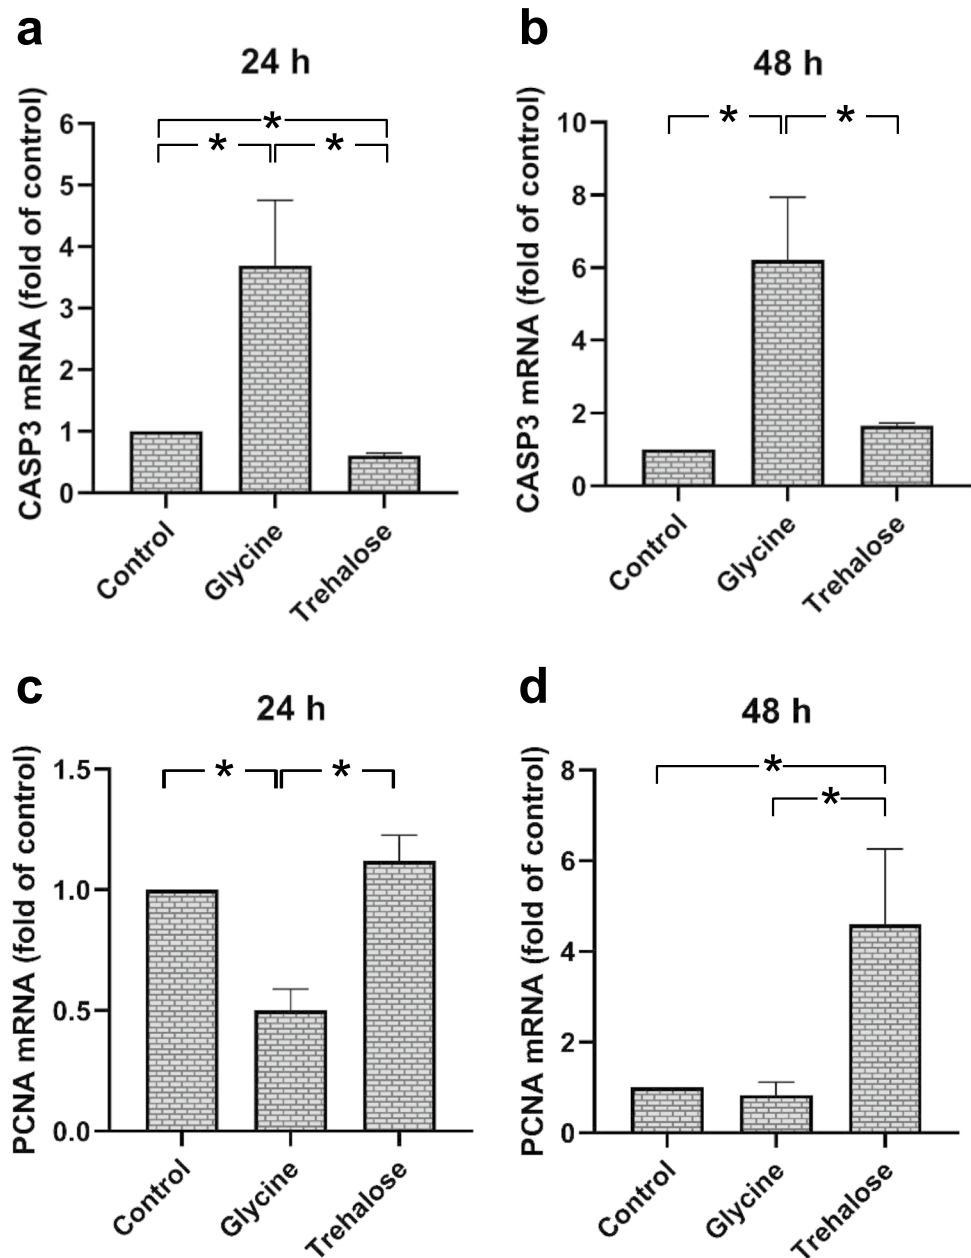 a
24 h
CASP3 mRNA (fold of control)
6
5
4
3
2
1
0
*
*
*
Control
Glycine
Trehalose
b
48 h
CASP3 mRNA (fold of control)
10
8
6
4
2
0
*
*
Control
Glycine
Trehalose
c
24 h
PCNA mRNA (fold of control)
1.5
1.0
0.5
0.0
*
*
Control
Glycine
Trehalose
d
48 h
PCNA mRNA (fold of control)
8
6
4
2
0
*
*
Control
Glycine
Trehalose